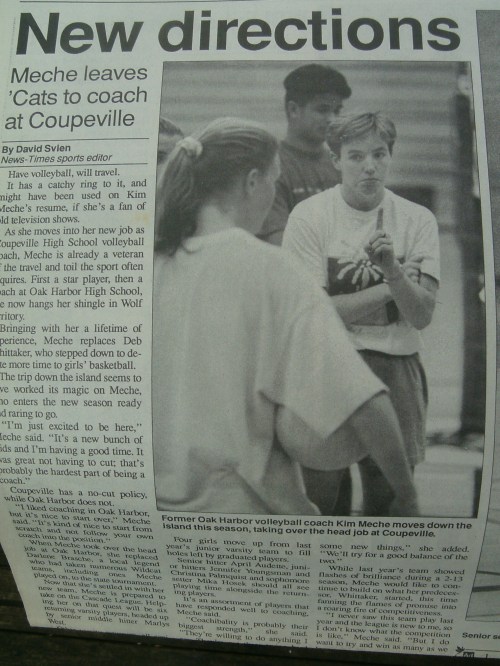 New directions
Meche leaves
'Cats to coach
at Coupeville
By David Svien
News-Times sports editor
Have volleyball, will travel.
It has a catchy ring to it, and
might have been used on Kim
Meche's resume, if she's a fan of
old television shows.
As she moves into her new job as
Coupeville High School volleyball
coach, Meche is already a veteran
of the travel and toil the sport often
quires. First a star player, then a
ach at Oak Harbor High School,
e now hangs her shingle in Wolf
ritory.
Bringing with her a lifetime of
perience, Meche replaces Deb
hittaker, who stepped down to de-
te more time to girls' basketball.
The trip down the island seems to
ve worked its magic on Meche,
ho enters the new season ready
d raring to go.
"I'm just excited to be here,"
Meche said. "It's a new bunch of
kids and I'm having a good time. It
was great not having to cut; that's
probably the hardest part of being a
coach."
Coupeville has a no-cut policy,
while Oak Harbor does not.
"I liked coaching in Oak Harbor,
but it's nice to start over," Meche
said. "It's kind of nice to start from
scratch and not follow your own
coach into the position."
When Meche took over the head
job at Oak Harbor, she replaced
Darlene Brassard, a local legend
who had taken numerous Wildcat
teams, including ones Meche
played on, to the state tournament.
Now that she's settled in with her
new team, Meche is prepared to
take on the Cascade League. Help-
ing her on that quest will be
returning varsity players, headed up
by senior middle hitter Marlys
West.
Former Oak Harbor volleyball coach Kim Meche moves down the
island this season, taking over the head job at Coupeville.
Four girls move up from last
year's junior varsity team to fill
holes left by graduated players.
Senior hitter April Audette, juni-
or hitters Jennifer Youngsman and
Christina Palmquist and sophomore
setter Mika Hosek should all see
playing time alongside the return-
ing players.
"It's an assortment of players that
have responded well to coaching,"
Meche said.
"Coachability is probably their
biggest strength," she said.
"They're willing to do anything I
some new things," she added.
"We'll try for a good balance of the
two."
While last year's team showed
flashes of brilliance during a 2-13
season, Meche would like to con-
tinue to build on what her predeces-
sor, Whittaker, started, this time
fanning the flames of promise into
a roaring fire of competitiveness.
"I never saw this team play last
year and the league is new to me, so
I don't know what the competition
is like," Meche said. "But I do
want to try and win as many as we
Senior